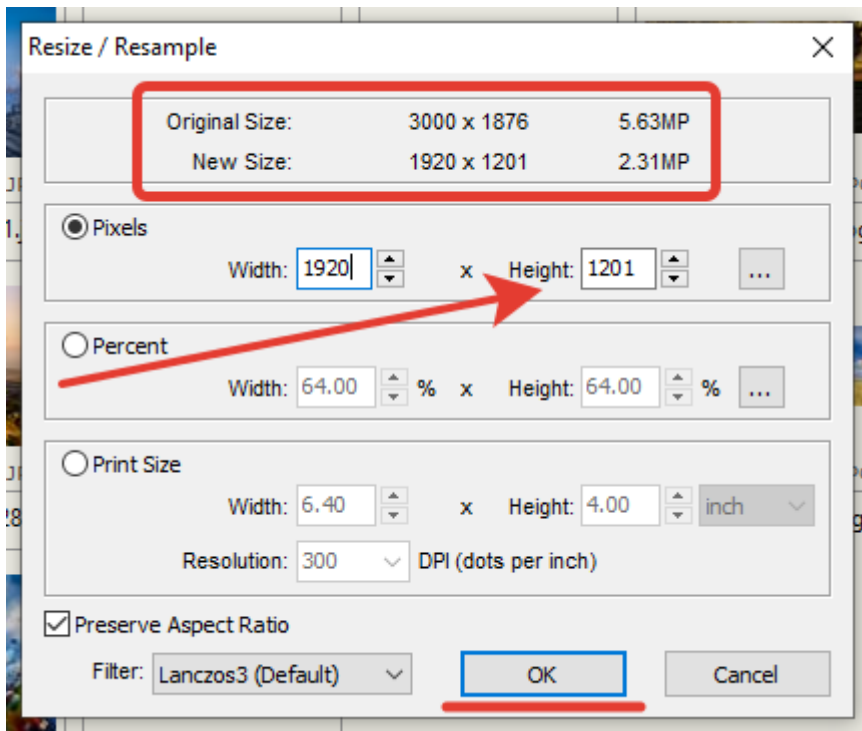 Resize / Resample
Original Size: 3000 x 1876 5.63MP
New Size: 1920 x 1201 2.31MP
Pixels
Width: 1920 x Height: 1201 ...
Percent
Width: 64.00 % x Height: 64.00 % ...
Print Size
Width: 6.40 x Height: 4.00 inch
Resolution: 300 DPI (dots per inch)
Preserve Aspect Ratio
Filter: Lanczos3 (Default) OK Cancel